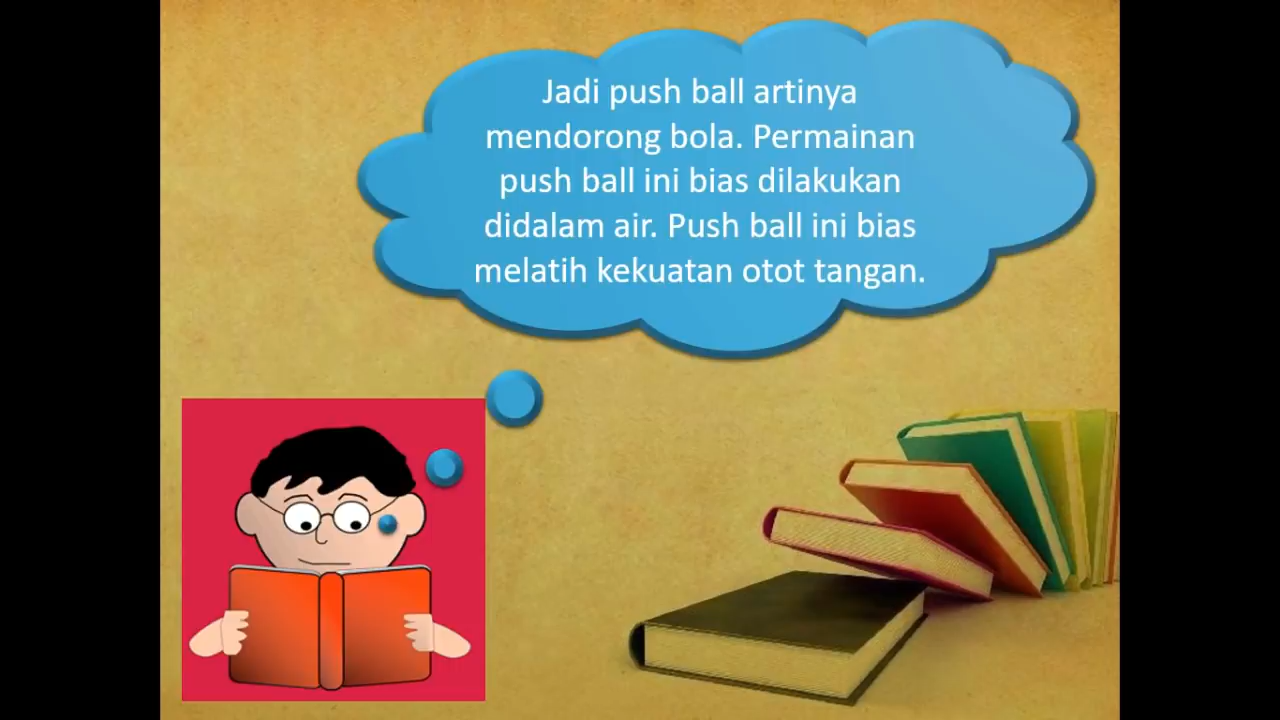 Jadi push ball artinya
mendorong bola. Permainan
push ball ini bias dilakukan
didalam air. Push ball ini bias
melatih kekuatan otot tangan.